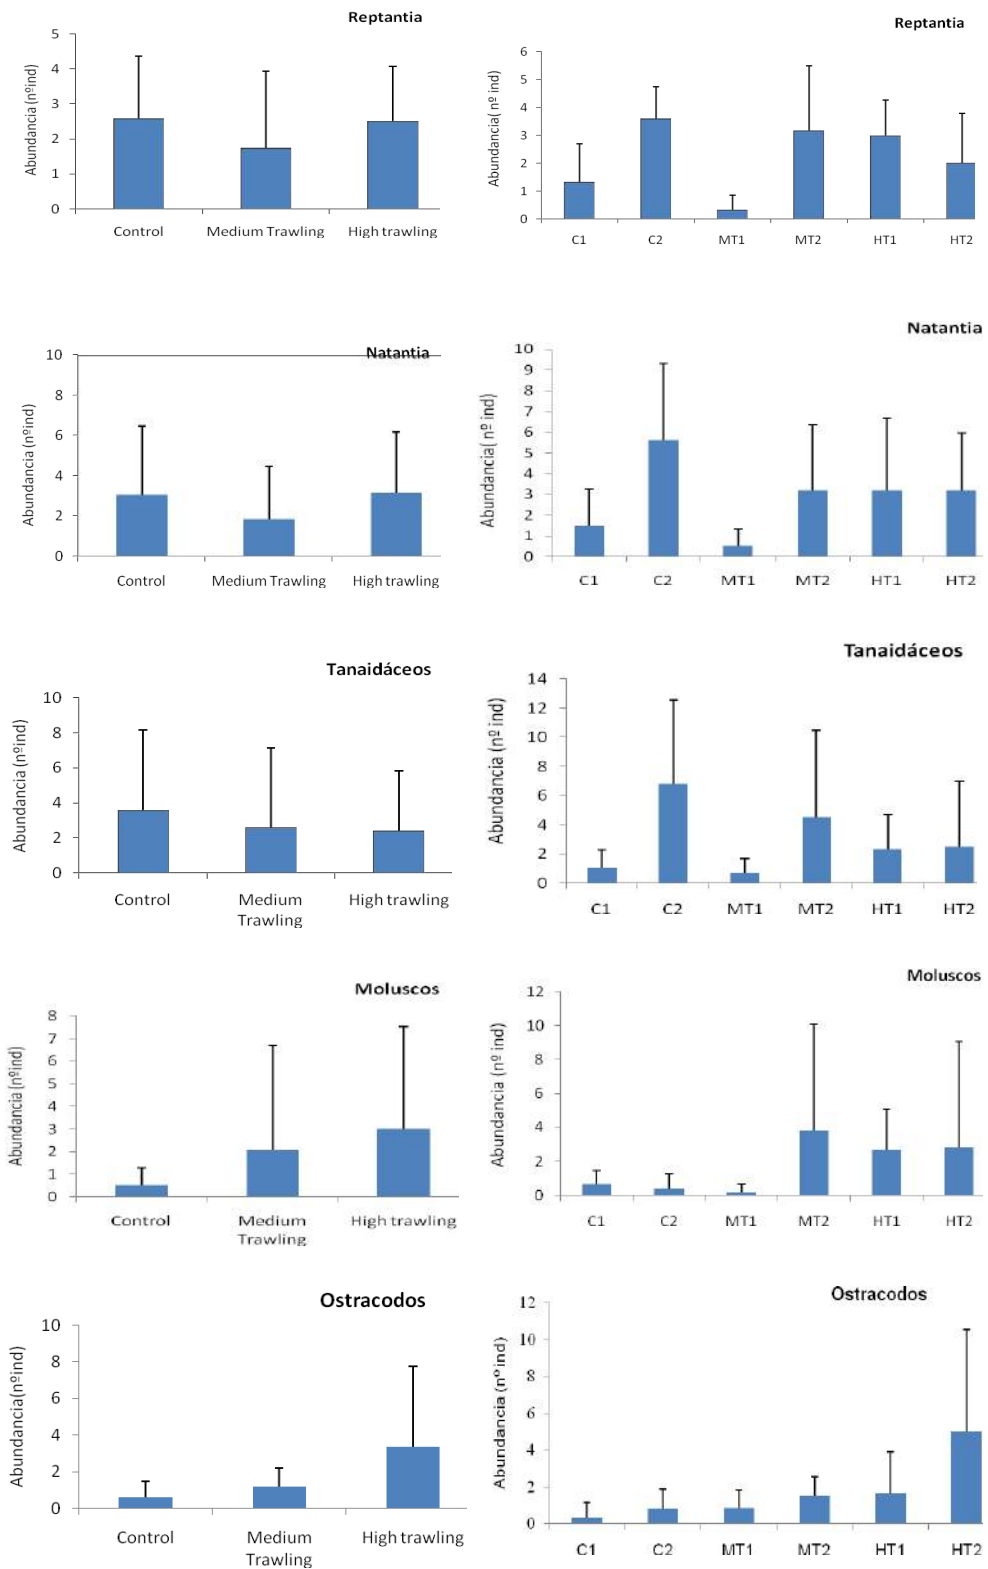 Reptantia
5
4
3
2
1
0
Abundancia (nºind)
Control
Medium Trawling
High trawling
Reptantia
6
5
4
3
2
1
0
Abundancia( nº ind)
C1
C2
MT1
MT2
HT1
HT2
Natantia
10
8
6
4
2
0
Abundancia (nºind)
Control
Medium Trawling
High trawling
Natantia
10
9
8
7
6
5
4
3
2
1
0
Abundancia( nº ind)
C1
C2
MT1
MT2
HT1
HT2
Tanaidáceos
10
8
6
4
2
0
Abundancia (nºind)
Control
Medium
Trawling
High trawling
Tanaidáceos
14
12
10
8
6
4
2
0
Abundancia (nº ind)
C1
C2
MT1
MT2
HT1
HT2
Moluscos
8
7
6
5
4
3
2
1
0
Abundancia (nºind)
Control
Medium
Trawling
High trawling
Moluscos
12
10
8
6
4
2
0
Abundancia (nº ind)
C1
C2
MT1
MT2
HT1
HT2
Ostracodos
10
8
6
4
2
0
Abundancia(nºind)
Control
Medium
Trawling
High trawling
Ostracodos
12
10
8
6
4
2
0
Abundancia (nº ind)
C1
C2
MT1
MT2
HT1
HT2